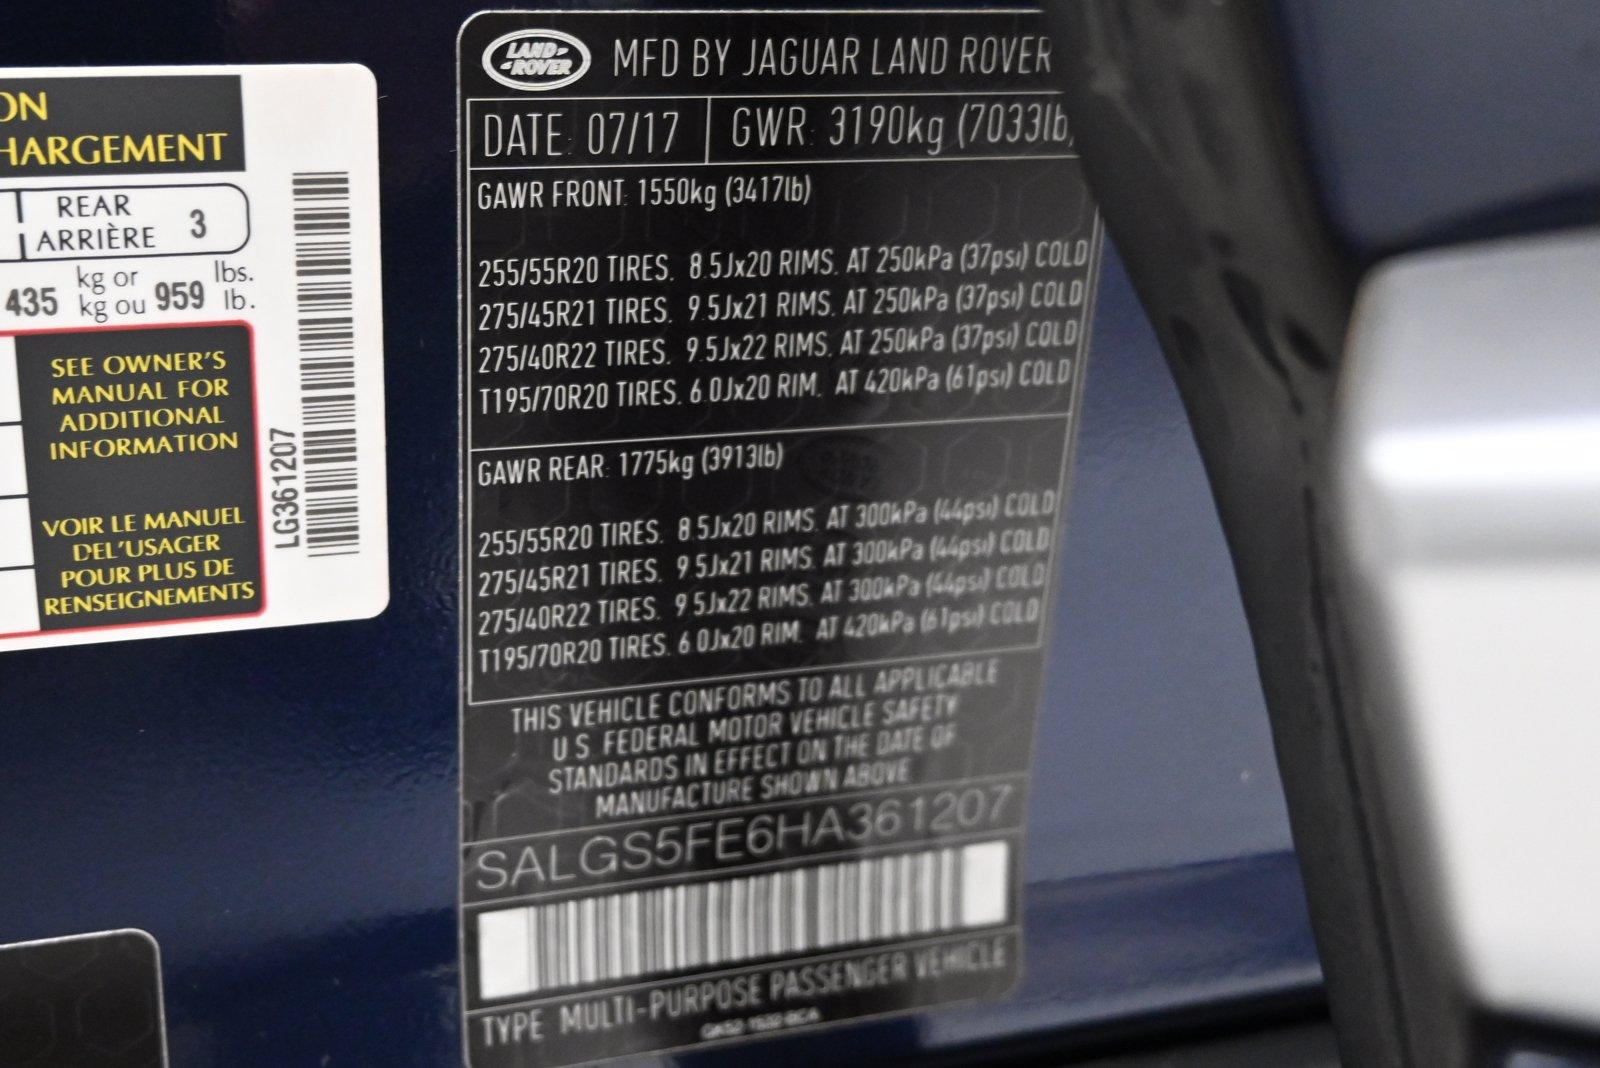 ON
HARGEMENT
REAR
ARRIÈRE 3
435 kg or
kg ou 959 lbs.
lb.
SEE OWNER'S
MANUAL FOR
ADDITIONAL
INFORMATION
VOIR LE MANUEL
DEL'USAGER
POUR PLUS DE
RENSEIGNEMENTS
LG361207
LAND ROVER
MFD BY JAGUAR LAND ROVER
DATE: 07/17 GWR: 3190kg (7033lb)
GAWR FRONT: 1550kg (3417lb)
255/55R20 TIRES. 8.5Jx20 RIMS. AT 250kPa (37psi) COLD
275/45R21 TIRES. 9.5Jx21 RIMS. AT 250kPa (37psi) COLD
275/40R22 TIRES. 9.5Jx22 RIMS. AT 250kPa (37psi) COLD
T195/70R20 TIRES. 6.0Jx20 RIM. AT 420kPa (61psi) COLD
GAWR REAR: 1775kg (3913lb)
255/55R20 TIRES. 8.5Jx20 RIMS. AT 300kPa (44psi) COLD
275/45R21 TIRES. 9.5Jx21 RIMS. AT 300kPa (44psi) COLD
275/40R22 TIRES. 9.5Jx22 RIMS. AT 300kPa (44psi) COLD
T195/70R20 TIRES. 6.0Jx20 RIM. AT 420kPa (61psi) COLD
THIS VEHICLE CONFORMS TO ALL APPLICABLE
U.S. FEDERAL MOTOR VEHICLE SAFETY
STANDARDS IN EFFECT ON THE DATE OF
MANUFACTURE SHOWN ABOVE
SALGS5FE6HA361207
TYPE MULTI-PURPOSE PASSENGER VEHICLE